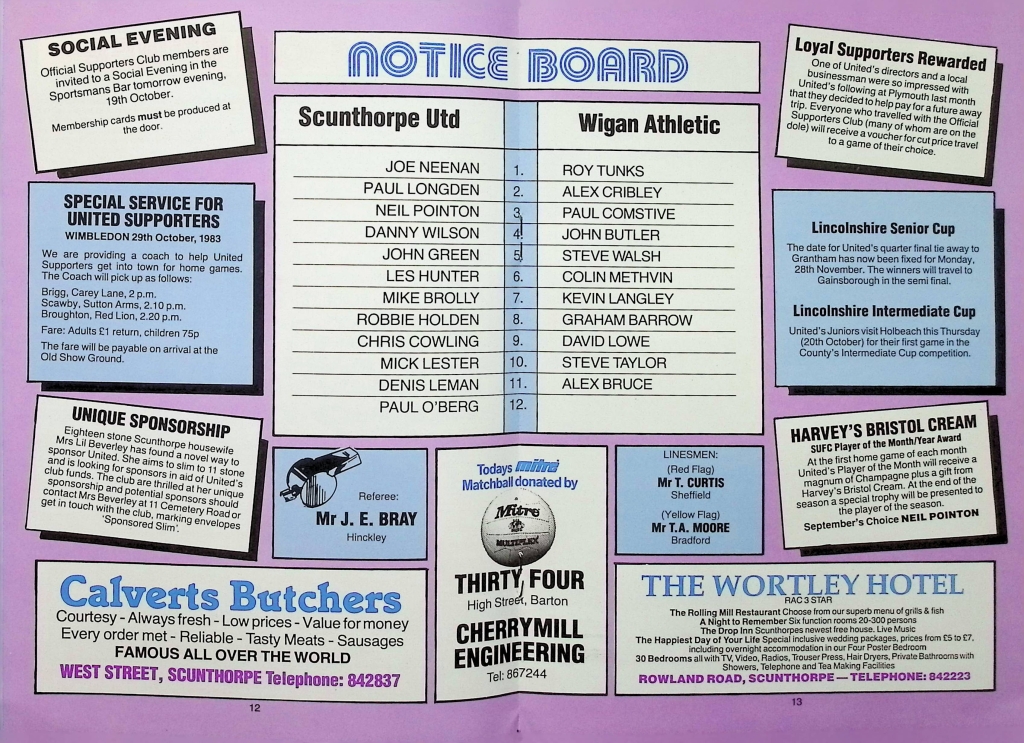 SOCIAL EVENING
Official Supporters Club members are
invited to a Social Evening in the
Sportsmans Bar tomorrow evening,
19th October.
Membership cards must be produced at
the door.
SPECIAL SERVICE FOR
UNITED SUPPORTERS
WIMBLEDON 29th October, 1983
We are providing a coach to help United
Supporters get into town for home games.
The Coach will pick up as follows:
Brigg, Carey Lane, 2 p.m.
Scawby, Sutton Arms, 2.10 p.m.
Broughton, Red Lion, 2.20 p.m.
Fare: Adults £1 return, children 75p
The fare will be payable on arrival at the
Old Show Ground.
UNIQUE SPONSORSHIP
Eighteen stone Scunthorpe housewife
Mrs Lil Beverley has found a novel way to
sponsor United. She aims to slim to 11 stone
and is looking for sponsors in aid of United's
club funds. The club are thrilled at her unique
sponsorship and potential sponsors should
contact Mrs Beverley at 11 Cemetery Road or
get in touch with the club, marking envelopes
'Sponsored Slim'.
NOTICE BOARD
Scunthorpe Utd Wigan Athletic
JOE NEENAN 1. ROY TUNKS
PAUL LONGDEN 2. ALEX CRIBLEY
NEIL POINTON 3. PAUL COMSTIVE
DANNY WILSON 4. JOHN BUTLER
JOHN GREEN 5. STEVE WALSH
LES HUNTER 6. COLIN METHVIN
MIKE BROLLY 7. KEVIN LANGLEY
ROBBIE HOLDEN 8. GRAHAM BARROW
CHRIS COWLING 9. DAVID LOWE
MICK LESTER 10. STEVE TAYLOR
DENIS LEMAN 11. ALEX BRUCE
PAUL O'BERG 12.
Loyal Supporters Rewarded
One of United's directors and a local
businessman were so impressed with
United's following at Plymouth last month
that they decided to help pay for a future away
trip. Everyone who travelled with the Official
Supporters Club (many of whom are on the
dole) will receive a voucher for cut price travel
to a game of their choice.
Lincolnshire Senior Cup
The date for United's quarter final tie away to
Grantham has now been fixed for Monday,
28th November. The winners will travel to
Gainsborough in the semi final.
Lincolnshire Intermediate Cup
United's Juniors visit Holbeach this Thursday
(20th October) for their first game in the
County's Intermediate Cup competition.
HARVEY'S BRISTOL CREAM
SUFC Player of the Month/Year Award
At the first home game of each month
United's Player of the Month will receive a
magnum of Champagne plus a gift from
Harvey's Bristol Cream. At the end of the
season a special trophy will be presented to
the player of the season.
September's Choice NEIL POINTON
Referee:
Mr J. E. BRAY
Hinckley
Todays mitre
Matchball donated by
Mitre
MULTIPLEX
THIRTY FOUR
High Street, Barton
CHERRYMILL
ENGINEERING
Tel: 867244
LINESMEN:
(Red Flag)
Mr T. CURTIS
Sheffield
(Yellow Flag)
Mr T.A. MOORE
Bradford
Calverts Butchers
Courtesy - Always fresh - Low prices - Value for money
Every order met - Reliable - Tasty Meats - Sausages
FAMOUS ALL OVER THE WORLD
WEST STREET, SCUNTHORPE Telephone: 842837
THE WORTLEY HOTEL
RAC 3 STAR
The Rolling Mill Restaurant Choose from our superb menu of grills & fish
A Night to Remember Six function rooms 20-300 persons
The Drop Inn Scunthorpes newest free house. Live Music
The Happiest Day of Your Life Special inclusive wedding packages, prices from £5 to £7,
including overnight accommodation in our Four Poster Bedroom
30 Bedrooms all with TV, Video, Radios, Trouser Press, Hair Dryers, Private Bathrooms with
Showers, Telephone and Tea Making Facilities
ROWLAND ROAD, SCUNTHORPE — TELEPHONE: 842223
12
13